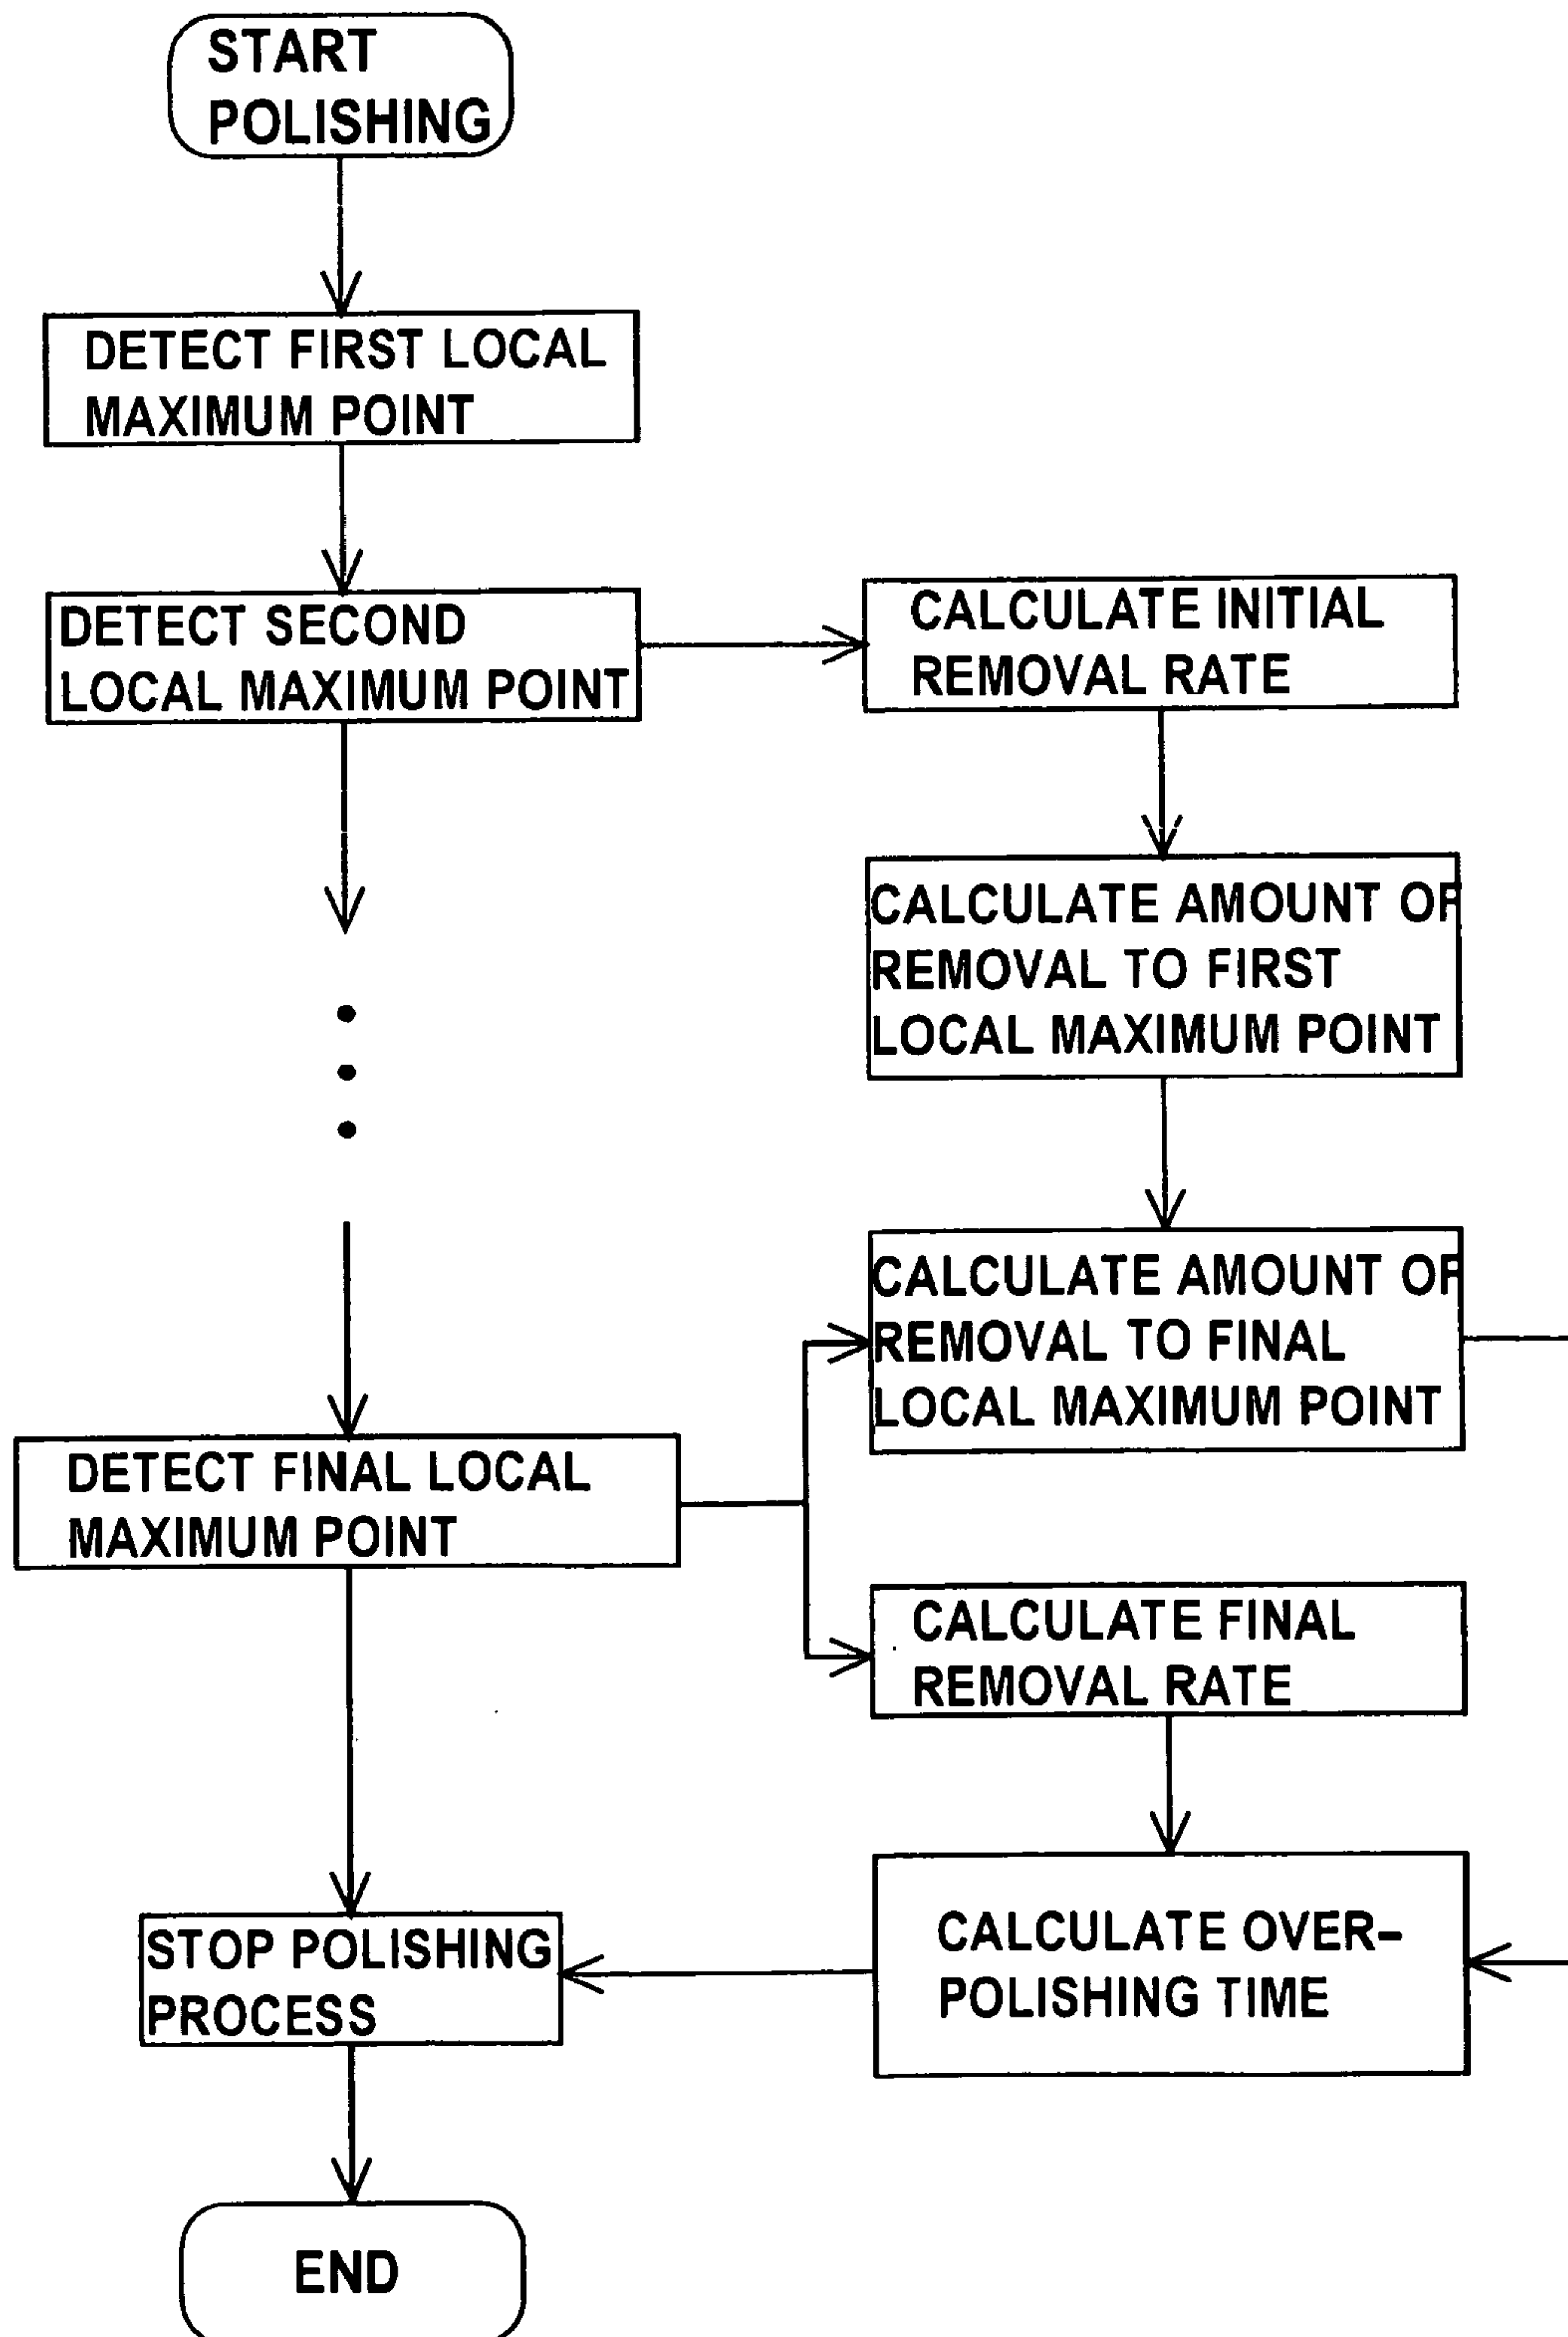 START
POLISHING
DETECT FIRST LOCAL
MAXIMUM POINT
DETECT SECOND
LOCAL MAXIMUM POINT
CALCULATE INITIAL
REMOVAL RATE
CALCULATE AMOUNT OF
REMOVAL TO FIRST
LOCAL MAXIMUM POINT
CALCULATE AMOUNT OF
REMOVAL TO FINAL
LOCAL MAXIMUM POINT
DETECT FINAL LOCAL
MAXIMUM POINT
CALCULATE FINAL
REMOVAL RATE
CALCULATE OVER–
POLISHING TIME
STOP POLISHING
PROCESS
END